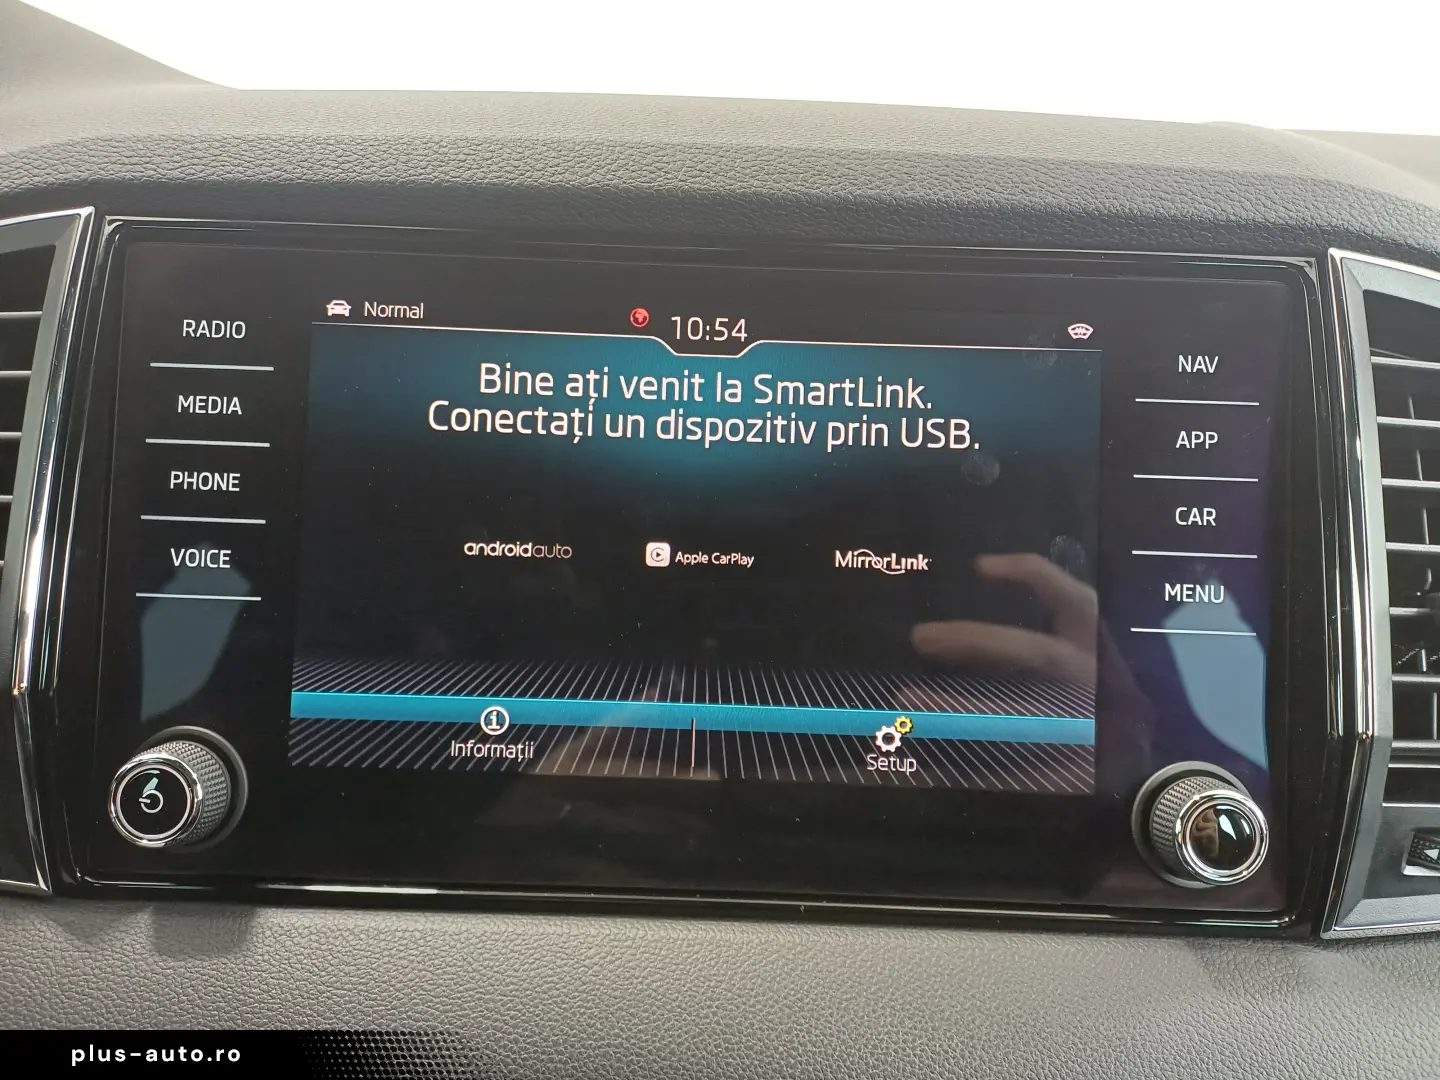 Normal
10:54
RADIO
MEDIA
PHONE
VOICE
Bine ați venit la SmartLink.
Conectați un dispozitiv prin USB.
androidauto
Apple CarPlay
MirrorLink
Informații
Setup
NAV
APP
CAR
MENU
plus-auto.ro